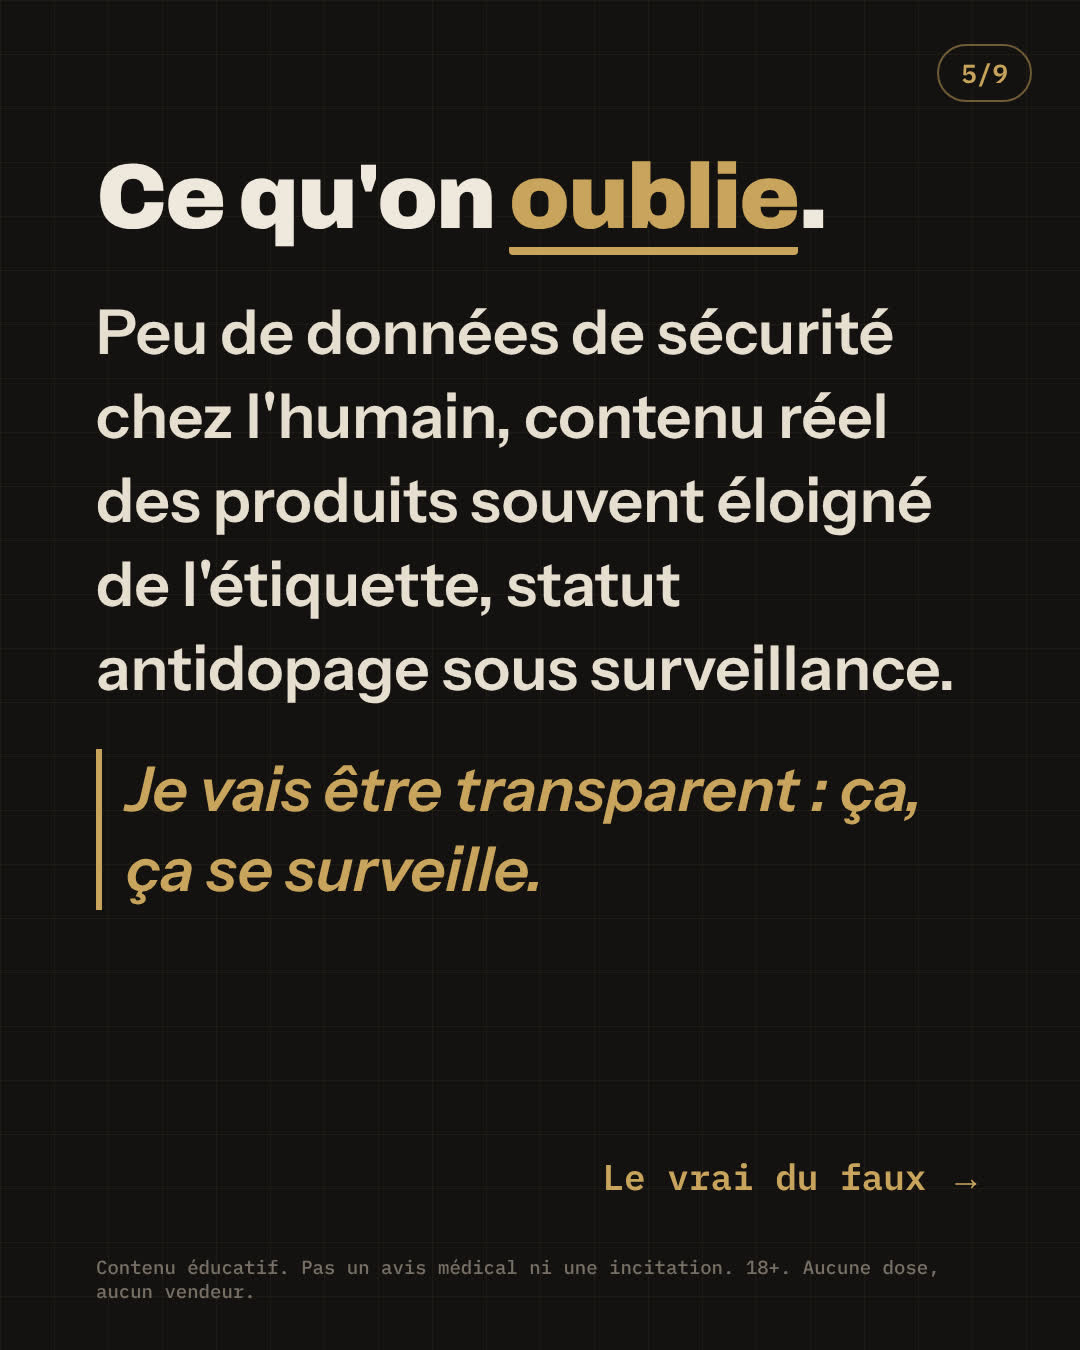 5/9
Ce qu'on oublie.
Peu de données de sécurité
chez l'humain, contenu réel
des produits souvent éloigné
de l'étiquette, statut
antidopage sous surveillance.
Je vais être transparent : ça,
ça se surveille.
Le vrai du faux →
Contenu éducatif. Pas un avis médical ni une incitation. 18+. Aucune dose,
aucun vendeur.